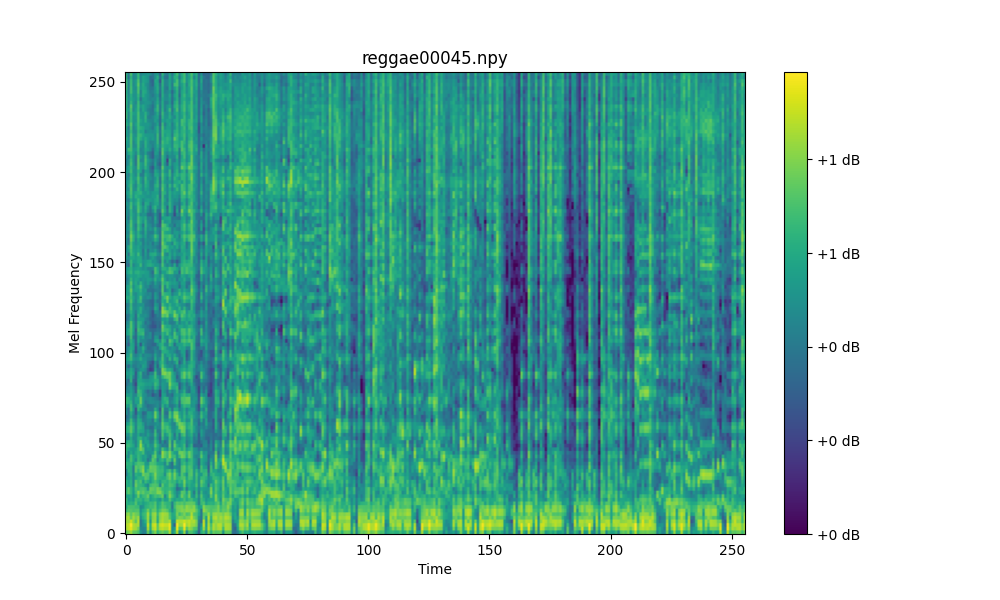 reggae00045.npy
250
200
150
100
50
0
Mel Frequency
0 50 100 150 200 250
Time
+1 dB
+1 dB
+0 dB
+0 dB
+0 dB